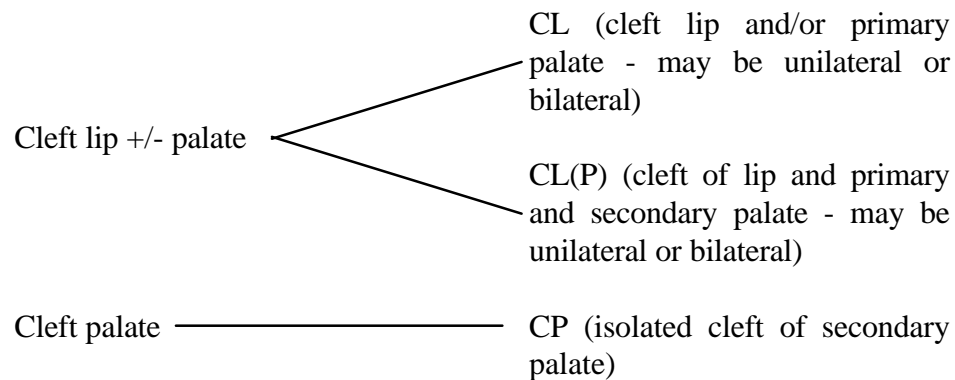 CL (cleft lip and/or primary
palate - may be unilateral or
bilateral)
Cleft lip +/- palate
CL(P) (cleft of lip and primary
and secondary palate - may be
unilateral or bilateral)
Cleft palate
CP (isolated cleft of secondary
palate)